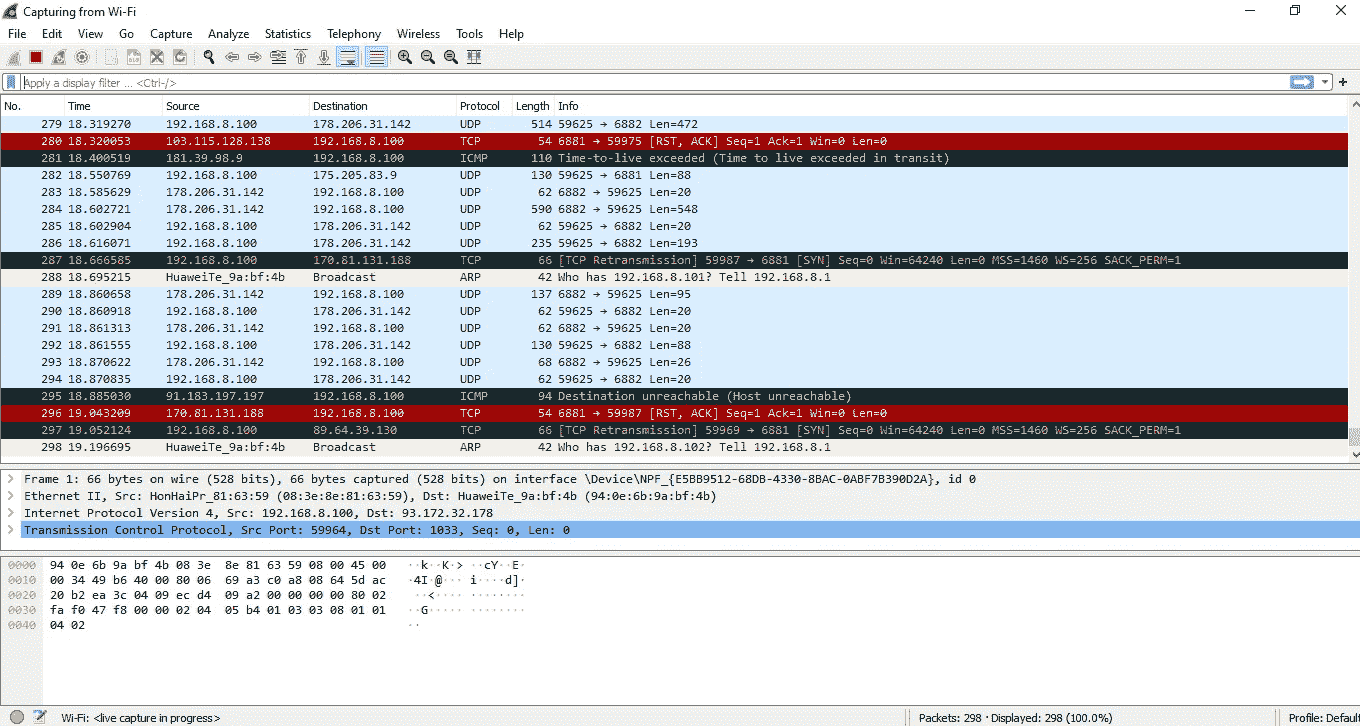 Capturing from Wi-Fi
File Edit View Go Capture Analyze Statistics Telephony Wireless Tools Help
Apply a display filter ... <Ctrl-/>
No. Time Source Destination Protocol Length Info
279 18.319270 192.168.8.100 178.206.31.142 UDP 514 59625 → 6882 Len=472
280 18.320053 103.115.128.138 192.168.8.100 TCP 54 6881 → 59975 [RST, ACK] Seq=1 Ack=1 Win=0 Len=0
281 18.400519 181.39.98.9 192.168.8.100 ICMP 110 Time-to-live exceeded (Time to live exceeded in transit)
282 18.550769 192.168.8.100 175.205.83.9 UDP 130 59625 → 6881 Len=88
283 18.585629 178.206.31.142 192.168.8.100 UDP 62 6882 → 59625 Len=20
284 18.602721 178.206.31.142 192.168.8.100 UDP 590 6882 → 59625 Len=548
285 18.602904 192.168.8.100 178.206.31.142 UDP 62 59625 → 6882 Len=20
286 18.616071 192.168.8.100 178.206.31.142 UDP 235 59625 → 6882 Len=193
287 18.666585 192.168.8.100 170.81.131.188 TCP 66 [TCP Retransmission] 59987 → 6881 [SYN] Seq=0 Win=64240 Len=0 MSS=1460 WS=256 SACK_PERM=1
288 18.695215 HuaweiTe_9a:bf:4b Broadcast ARP 42 Who has 192.168.8.101? Tell 192.168.8.1
289 18.860658 178.206.31.142 192.168.8.100 UDP 137 6882 → 59625 Len=95
290 18.860918 192.168.8.100 178.206.31.142 UDP 62 59625 → 6882 Len=20
291 18.861313 178.206.31.142 192.168.8.100 UDP 62 6882 → 59625 Len=20
292 18.861555 192.168.8.100 178.206.31.142 UDP 130 59625 → 6882 Len=88
293 18.870622 178.206.31.142 192.168.8.100 UDP 68 6882 → 59625 Len=26
294 18.870835 192.168.8.100 178.206.31.142 UDP 62 59625 → 6882 Len=20
295 18.885030 91.183.197.197 192.168.8.100 ICMP 94 Destination unreachable (Host unreachable)
296 19.043209 170.81.131.188 192.168.8.100 TCP 54 6881 → 59987 [RST, ACK] Seq=1 Ack=1 Win=0 Len=0
297 19.052124 192.168.8.100 89.64.39.130 TCP 66 [TCP Retransmission] 59969 → 6881 [SYN] Seq=0 Win=64240 Len=0 MSS=1460 WS=256 SACK_PERM=1
298 19.196695 HuaweiTe_9a:bf:4b Broadcast ARP 42 Who has 192.168.8.102? Tell 192.168.8.1
Frame 1: 66 bytes on wire (528 bits), 66 bytes captured (528 bits) on interface \Device\NPF_{E5BB9512-68DB-4330-8BAC-0ABF7B390D2A}, id 0
Ethernet II, Src: HonHaiPr_81:63:59 (08:3e:8e:81:63:59), Dst: HuaweiTe_9a:bf:4b (94:0e:6b:9a:bf:4b)
Internet Protocol Version 4, Src: 192.168.8.100, Dst: 93.172.32.178
Transmission Control Protocol, Src Port: 59964, Dst Port: 1033, Seq: 0, Len: 0
0000 94 0e 6b 9a bf 4b 08 3e 8e 81 63 59 08 00 45 00 ··k··K·> ··cY··E·
0010 00 34 49 b6 40 00 80 06 69 a3 c0 a8 08 64 5d ac ·4I·@··· i····d]·
0020 20 b2 ea 3c 04 09 ec d4 09 a2 00 00 00 00 80 02 ··<···· ········
0030 fa f0 47 f8 00 00 02 04 05 b4 01 03 03 08 01 01 ··G····· ········
0040 04 02 ··
Wi-Fi: <live capture in progress> Packets: 298 · Displayed: 298 (100.0%) Profile: Default